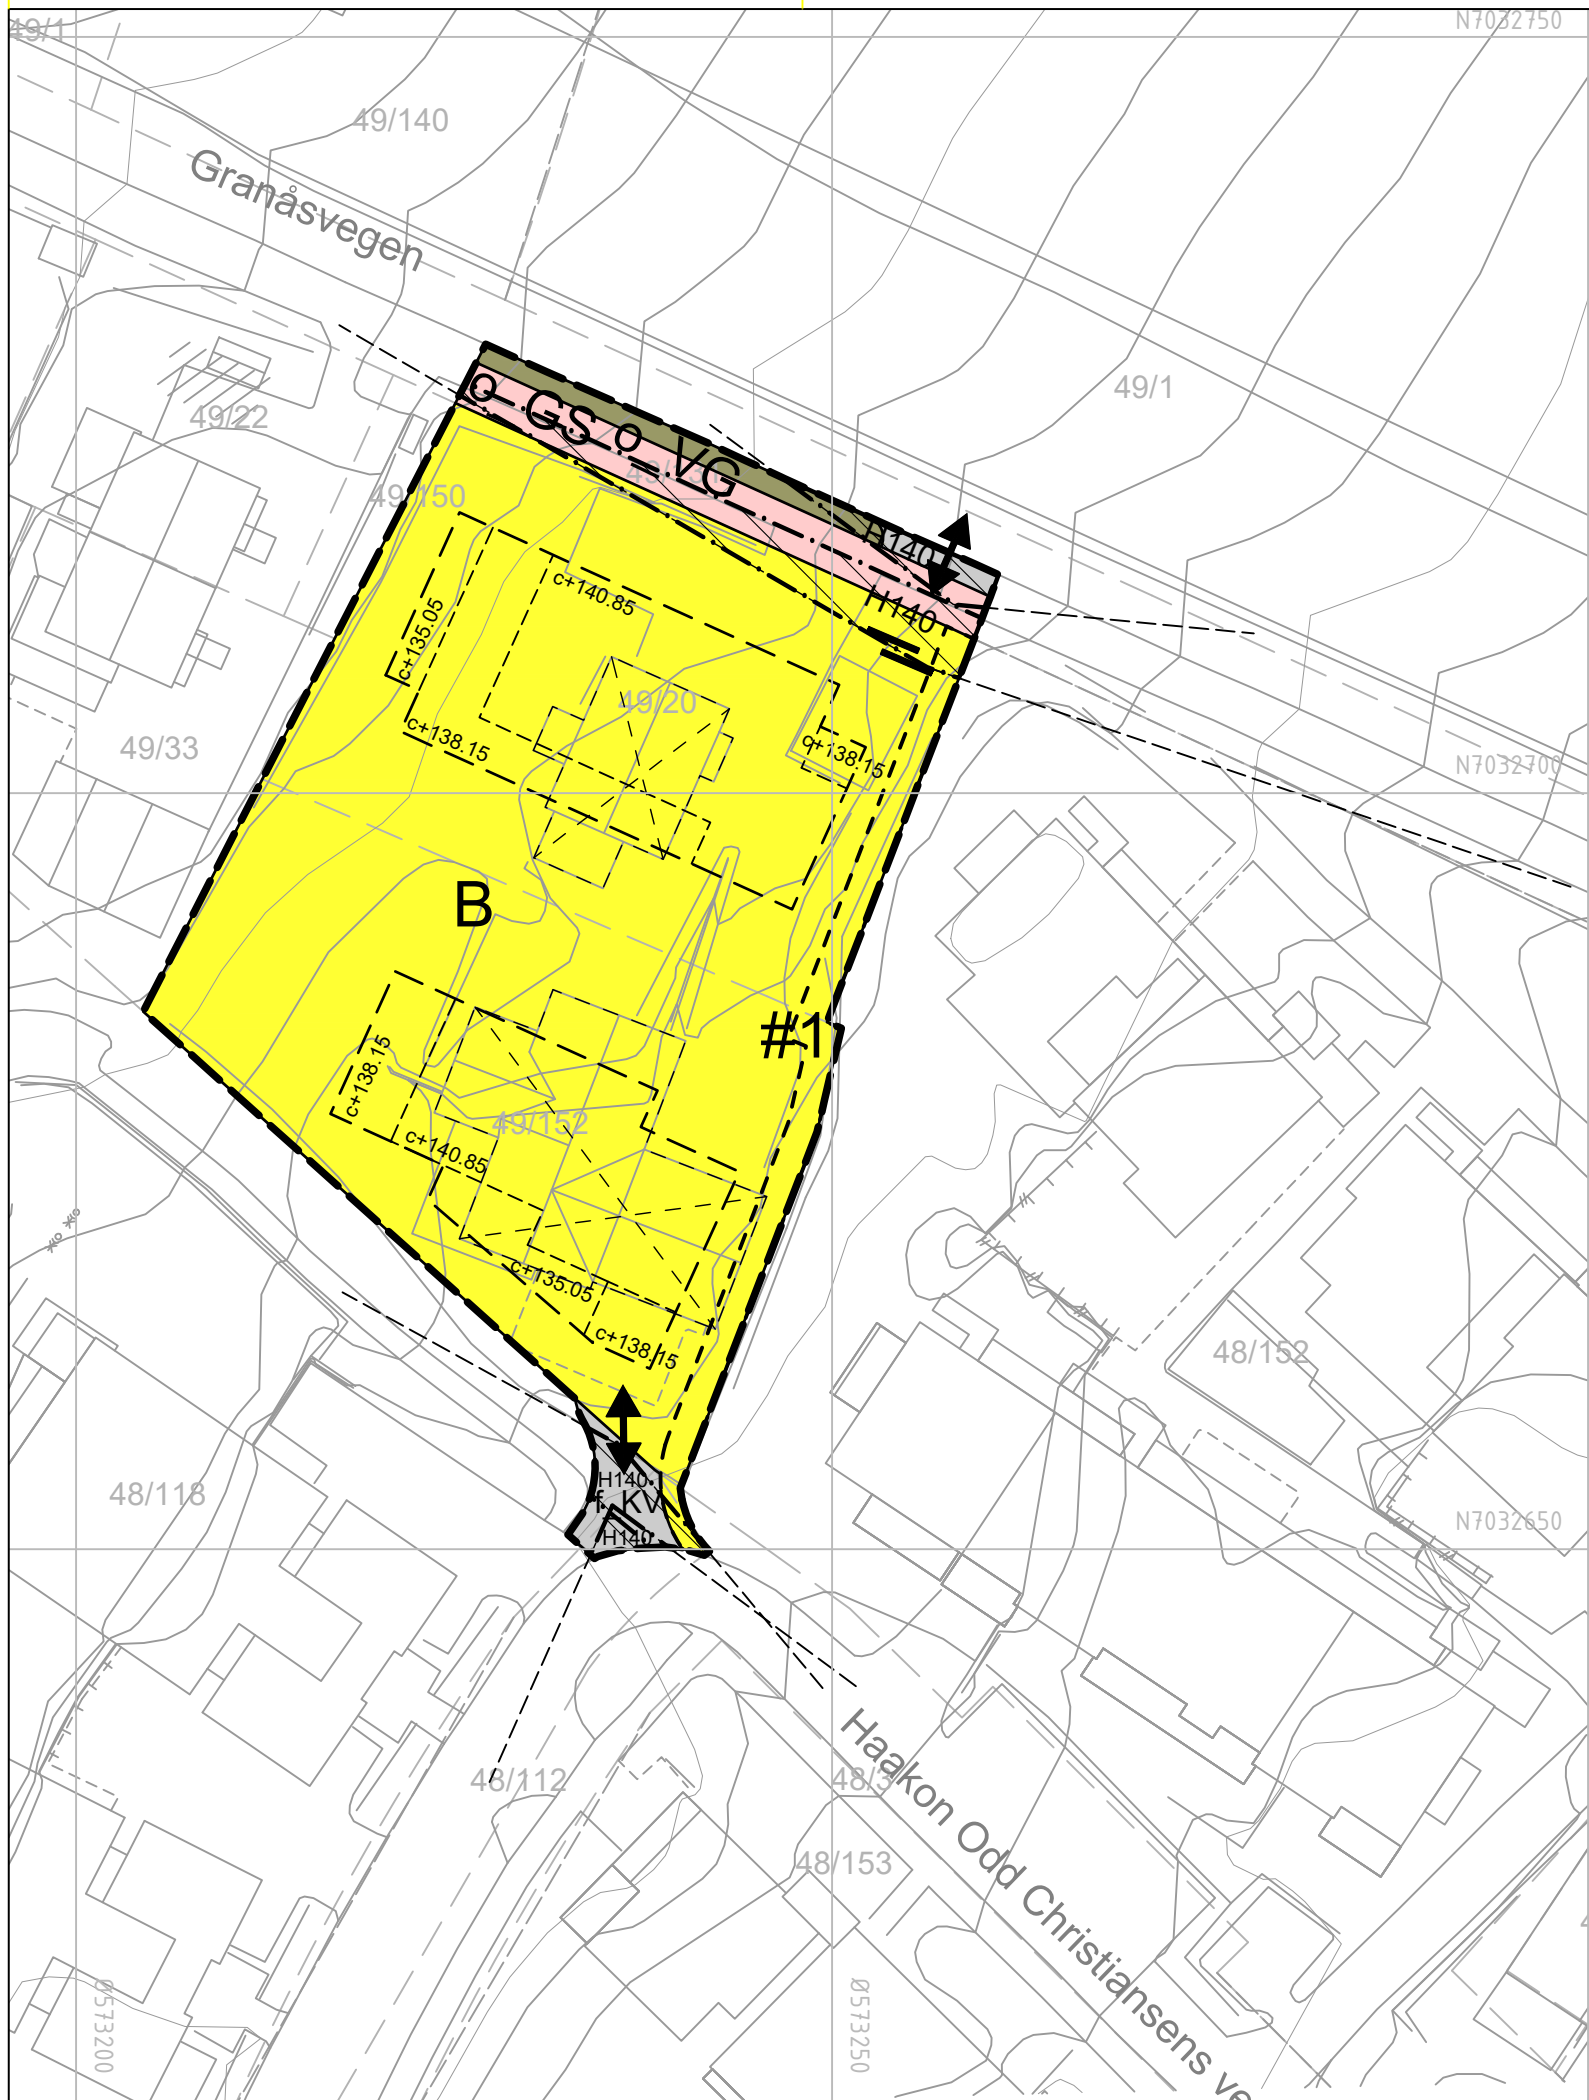 49/1
N7032750
49/140
Granåsvegen
49/1
49/22
o_GS
o_VG
49/150
H140
H140
c+140.85
c+135.05
49/20
c+138.15
c+138.15
49/33
N7032700
B
#1
c+138.15
49/152
c+140.85
c+135.05
c+138.15
48/152
48/118
H140
f_KV
H140
N7032650
48/112
48/3
Haakon Odd Christiansens ve
48/153
Ø573200
Ø573250